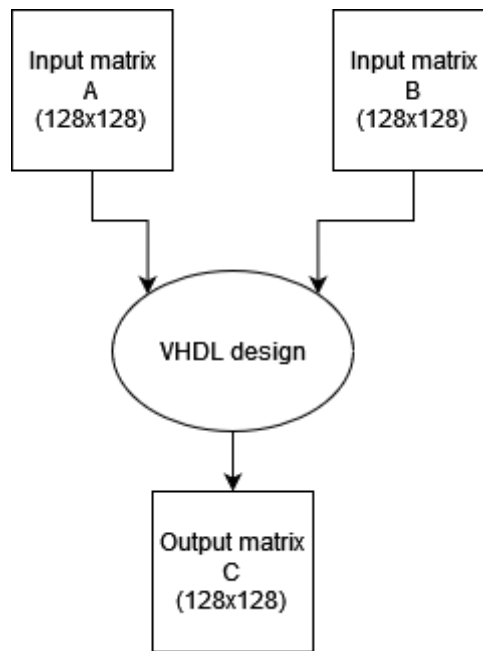 Input matrix
A
(128x128)
Input matrix
B
(128x128)
VHDL design
Output matrix
C
(128x128)